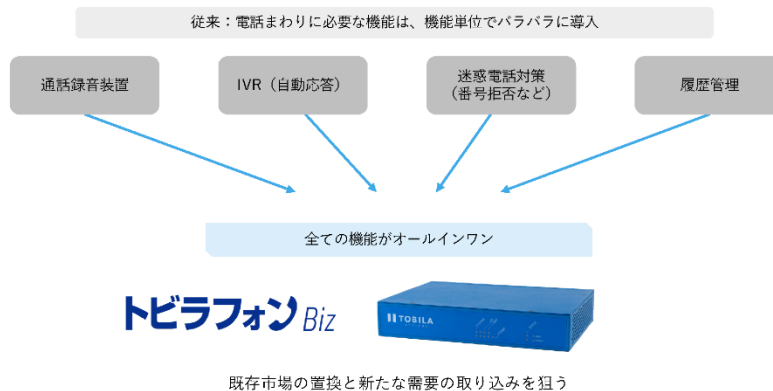 従来：電話まわりに必要な機能は、機能単位でバラバラに導入
通話録音装置
IVR（自動応答）
迷惑電話対策
（番号拒否など）
履歴管理
全ての機能がオールインワン
トビラフォン Biz
TOBILA
既存市場の置換と新たな需要の取り込みを狙う